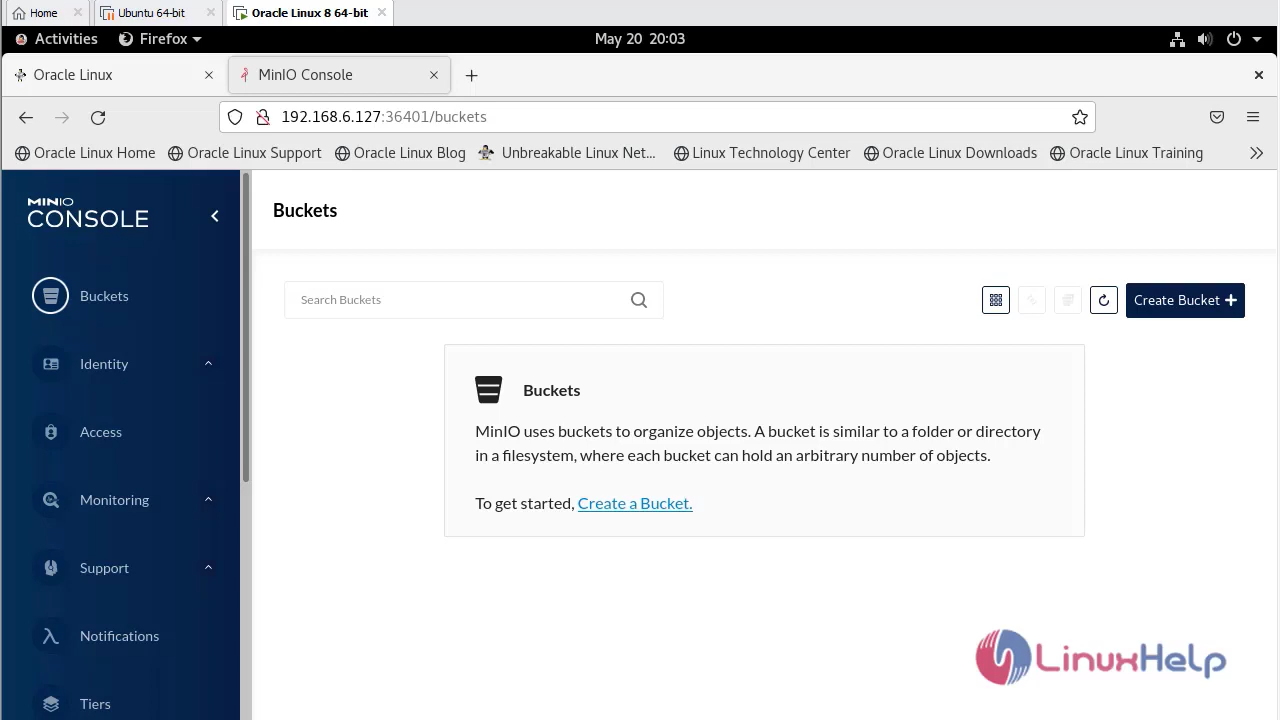 Home
Ubuntu 64-bit
Oracle Linux 8 64-bit
Activities
Firefox
May 20 20:03
Oracle Linux
MinIO Console
192.168.6.127:36401/buckets
Oracle Linux Home
Oracle Linux Support
Oracle Linux Blog
Unbreakable Linux Net...
Linux Technology Center
Oracle Linux Downloads
Oracle Linux Training
MINIO
CONSOLE
Buckets
Buckets
Identity
Access
Monitoring
Support
Notifications
Tiers
Search Buckets
Create Bucket
Buckets
MinIO uses buckets to organize objects. A bucket is similar to a folder or directory
in a filesystem, where each bucket can hold an arbitrary number of objects.
To get started, Create a Bucket.
LinuxHelp